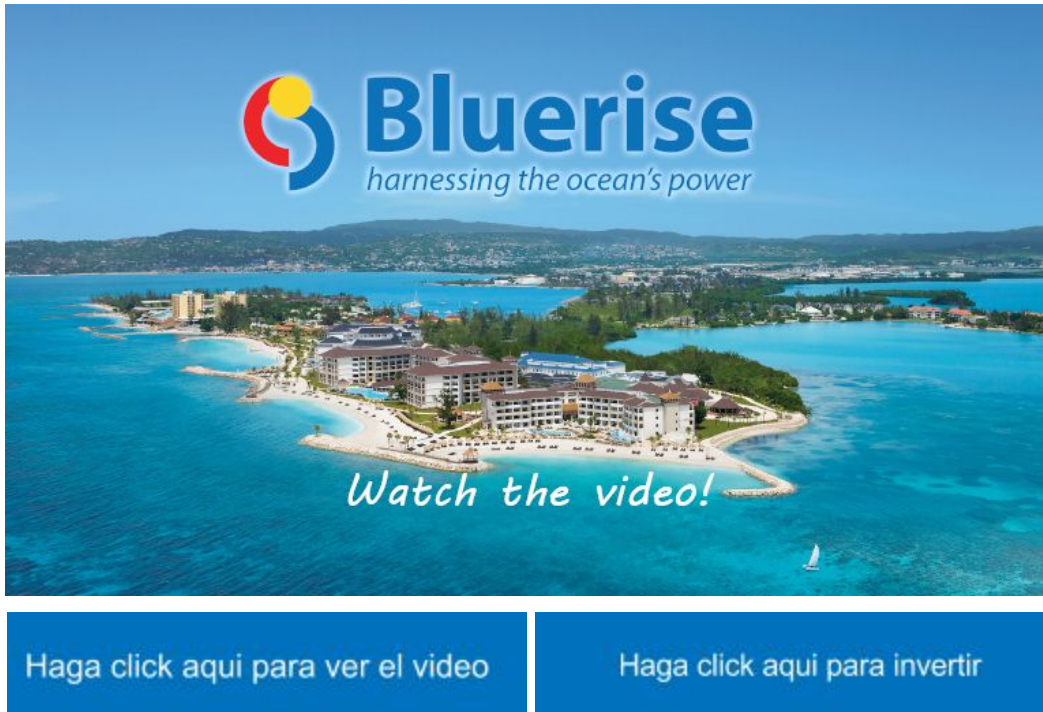 Bluerise
harnessing the ocean's power
Watch the video!
Haga click aqui para ver el video
Haga click aqui para invertir